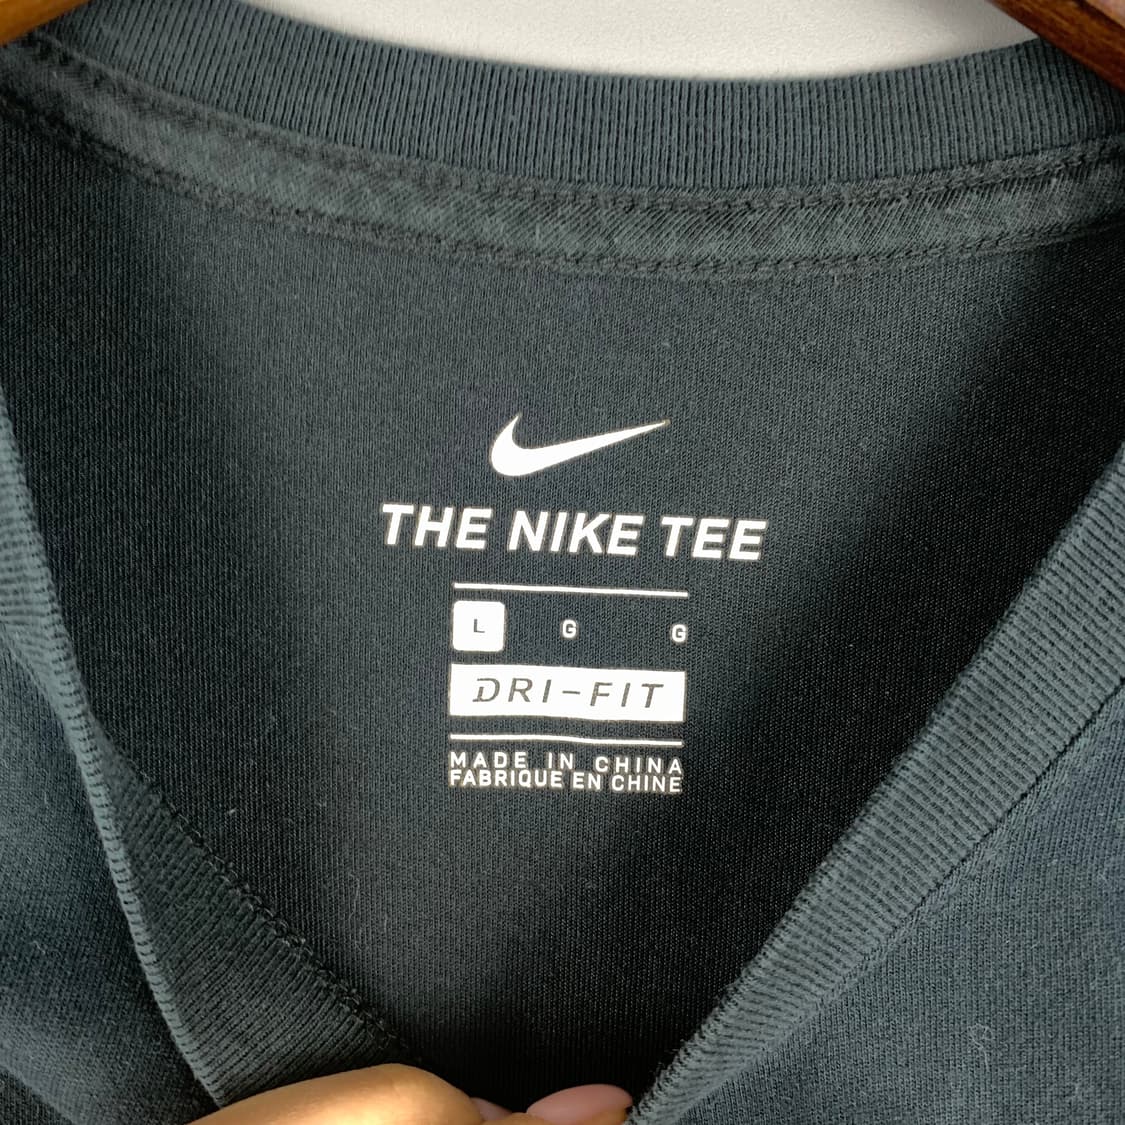 THE NIKE TEE
L G G
DRI-FIT
MADE IN CHINA
FABRIQUE EN CHINE